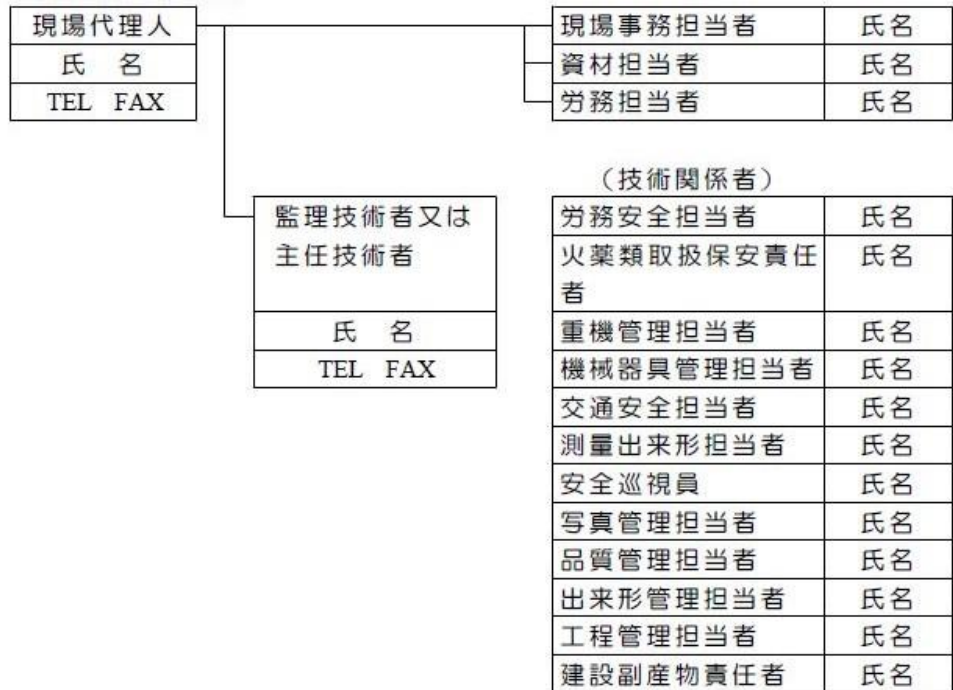 現場代理人
氏 名
TEL FAX
現場事務担当者 氏名
資材担当者 氏名
労務担当者 氏名
(技術関係者)
監理技術者又は
主任技術者
氏 名
TEL FAX
労務安全担当者 氏名
火薬類取扱保安責任 氏名
者
重機管理担当者 氏名
機械器具管理担当者 氏名
交通安全担当者 氏名
測量出来形担当者 氏名
安全巡視員 氏名
写真管理担当者 氏名
品質管理担当者 氏名
出来形管理担当者 氏名
工程管理担当者 氏名
建設副産物責任者 氏名